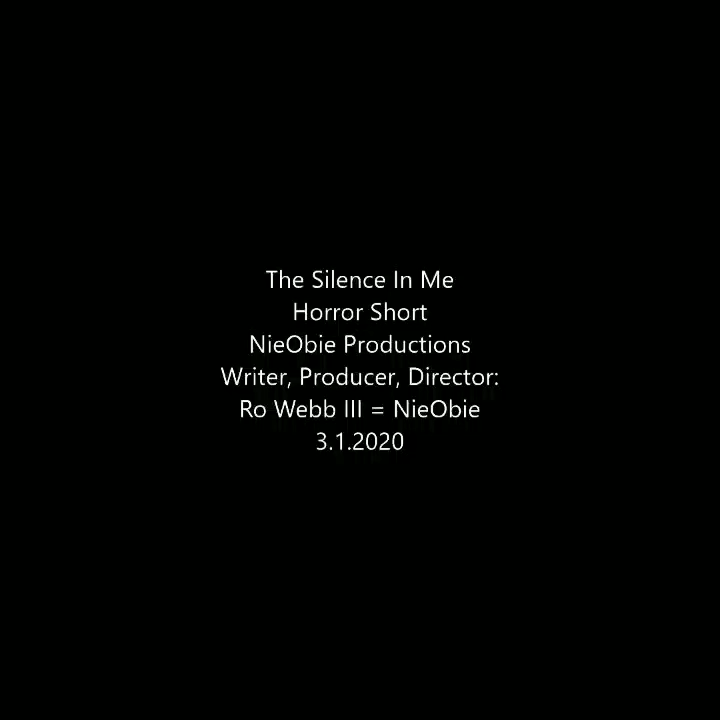 The Silence In Me
Horror Short
NieObie Productions
Writer, Producer, Director:
Ro Webb III = NieObie
3.1.2020